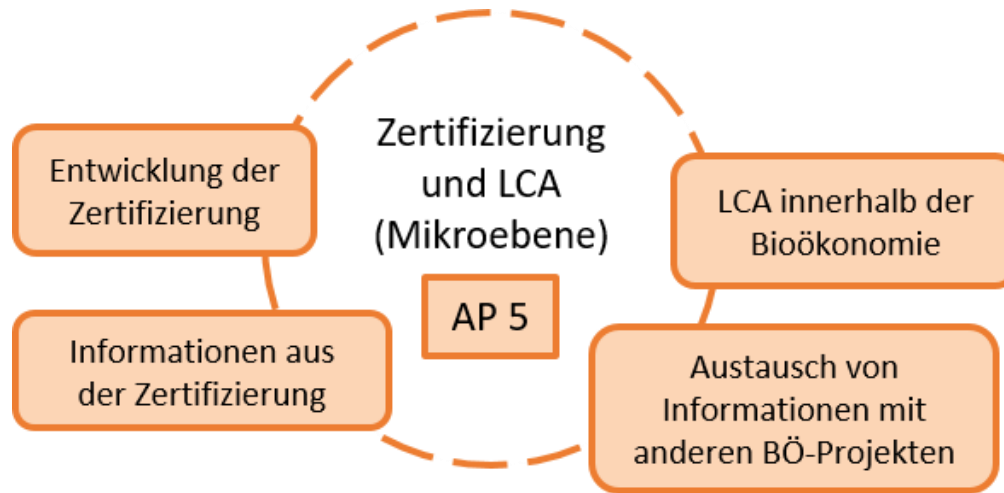 Zertifizierung
und LCA
(Mikroebene)
AP 5
Entwicklung der
Zertifizierung
Informationen aus
der Zertifizierung
LCA innerhalb der
Bioökonomie
Austausch von
Informationen mit
anderen BÖ-Projekten